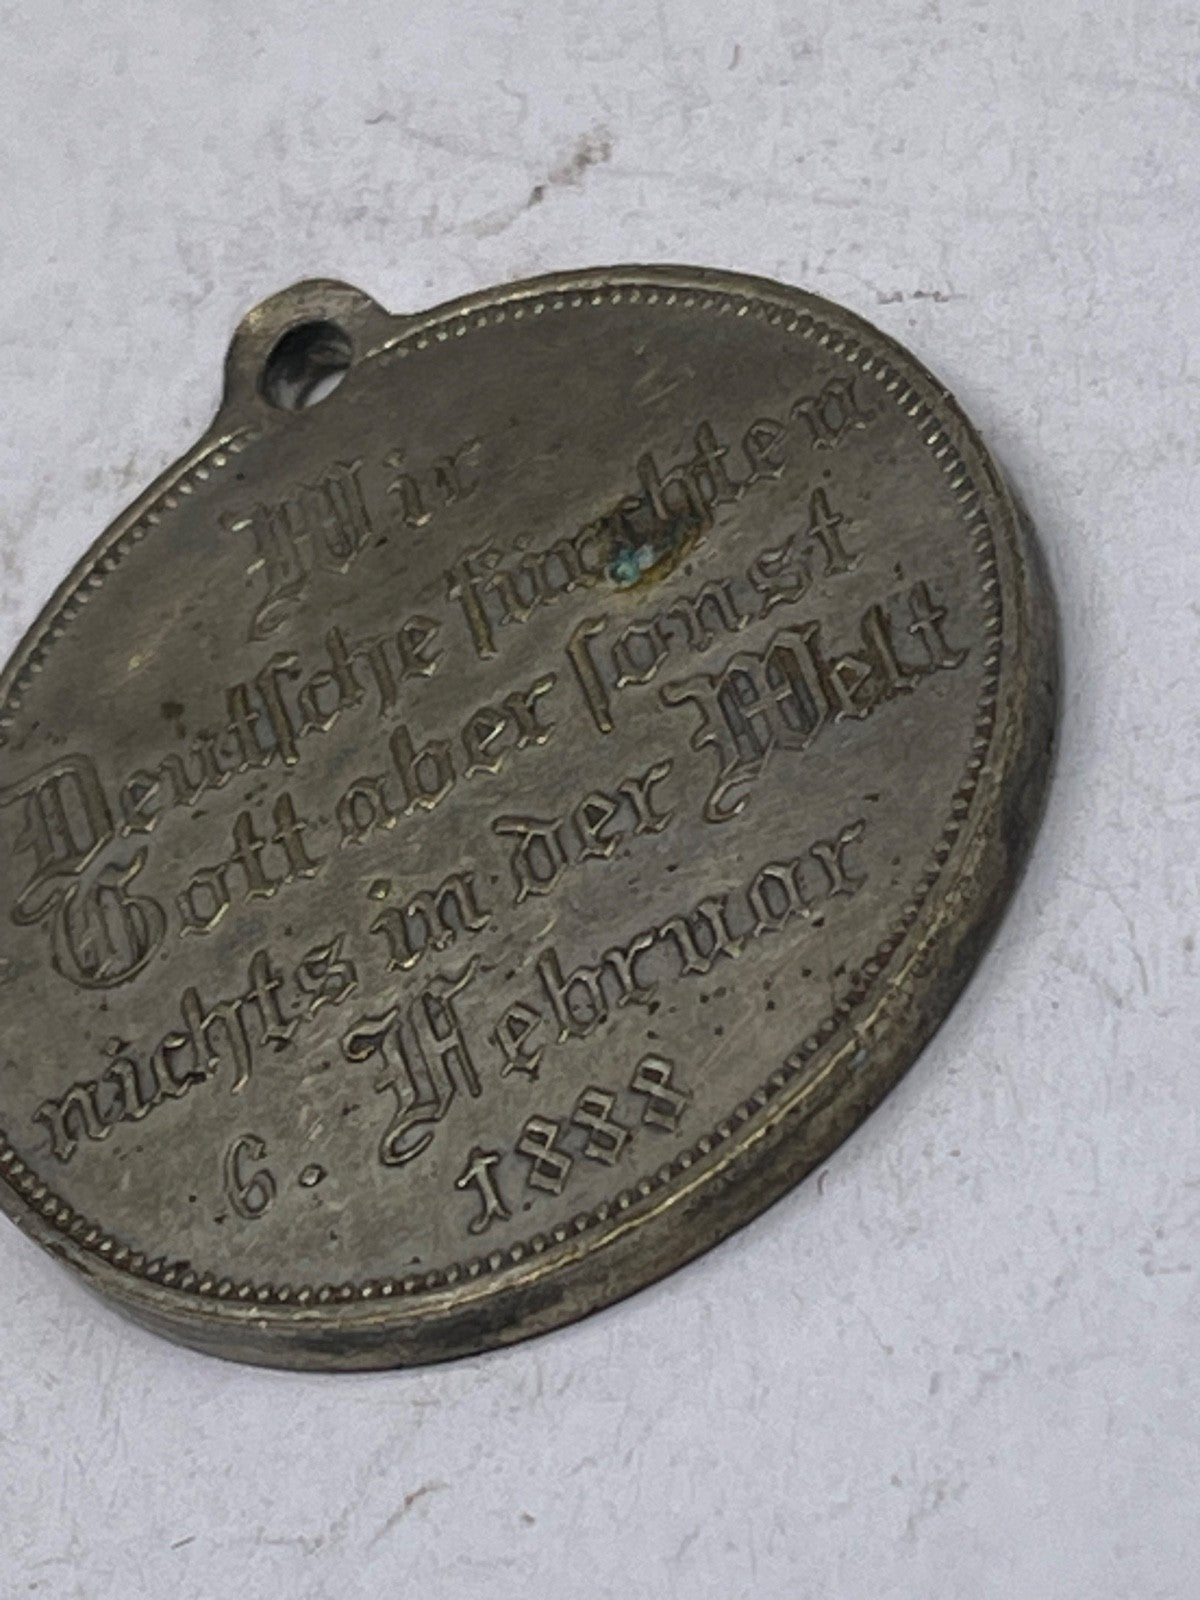 Wir
Deutſche fürchten
Gott aber ſonst
nichts in der Welt
6. Februar
1888